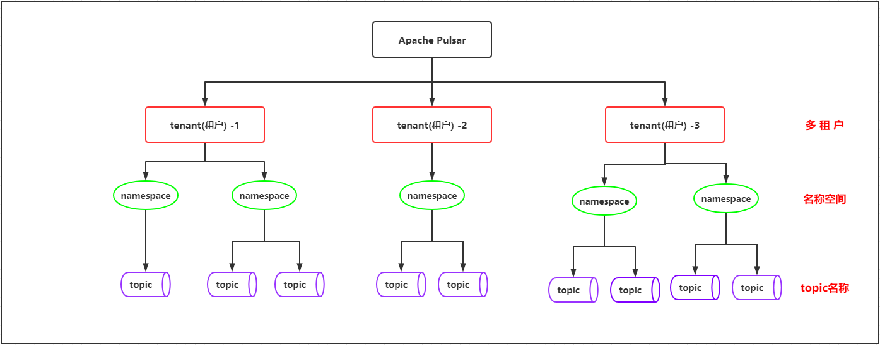 Apache Pulsar
tenant(租户) -1
tenant(租户) -2
tenant(租户) -3
多 租 户
namespace
namespace
namespace
namespace
namespace
名称空间
topic
topic
topic
topic
topic
topic
topic
topic
topic
topic名称